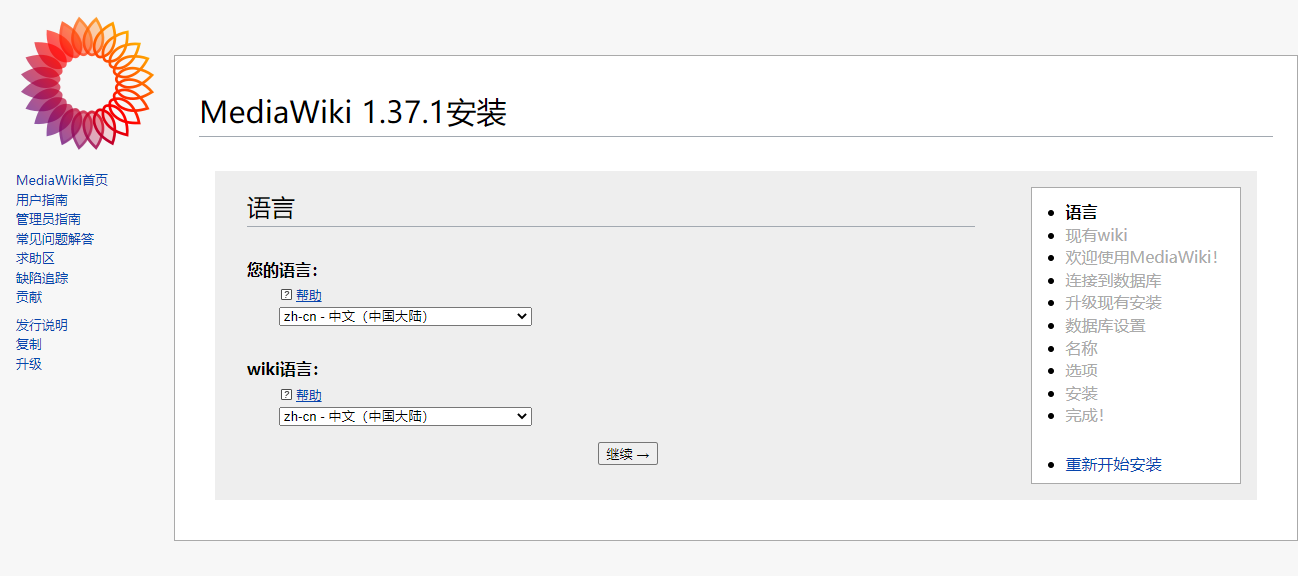 MediaWiki首页
用户指南
管理员指南
常见问题解答
求助区
缺陷追踪
贡献
发行说明
复制
升级
MediaWiki 1.37.1安装
语言
您的语言：
? 帮助
zh-cn - 中文（中国大陆）
wiki语言：
? 帮助
zh-cn - 中文（中国大陆）
继续 →
语言
现有wiki
欢迎使用MediaWiki！
连接到数据库
升级现有安装
数据库设置
名称
选项
安装
完成！
重新开始安装